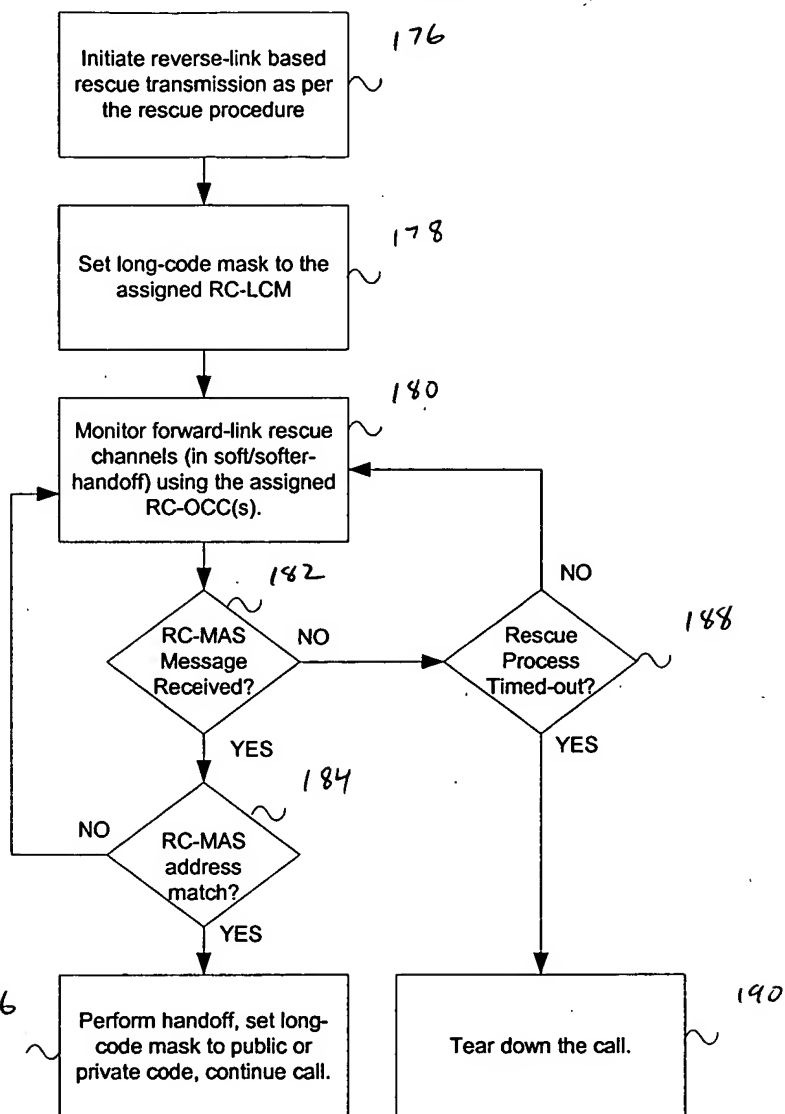 176
Initiate reverse-link based
rescue transmission as per
the rescue procedure
178
Set long-code mask to the
assigned RC-LCM
180
Monitor forward-link rescue
channels (in soft/softer-
handoff) using the assigned
RC-OCC(s).
182
RC-MAS
Message
Received?
NO
YES
188
Rescue
Process
Timed-out?
NO
YES
184
RC-MAS
address
match?
NO
YES
6
Perform handoff, set long-
code mask to public or
private code, continue call.
190
Tear down the call.